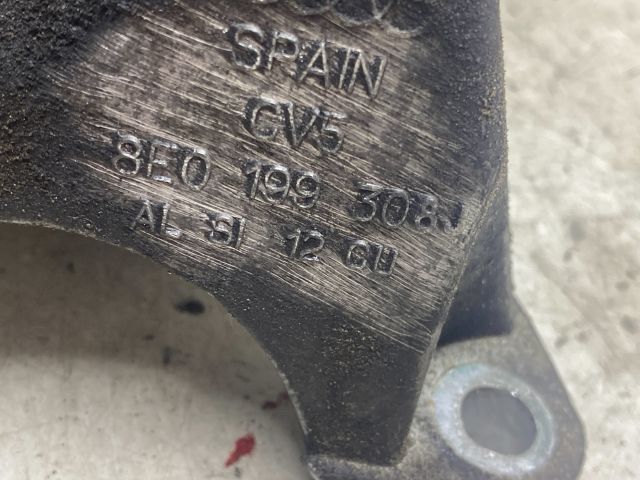 SPAIN
CV5
8E0 199 308J
AL SI 12 CU